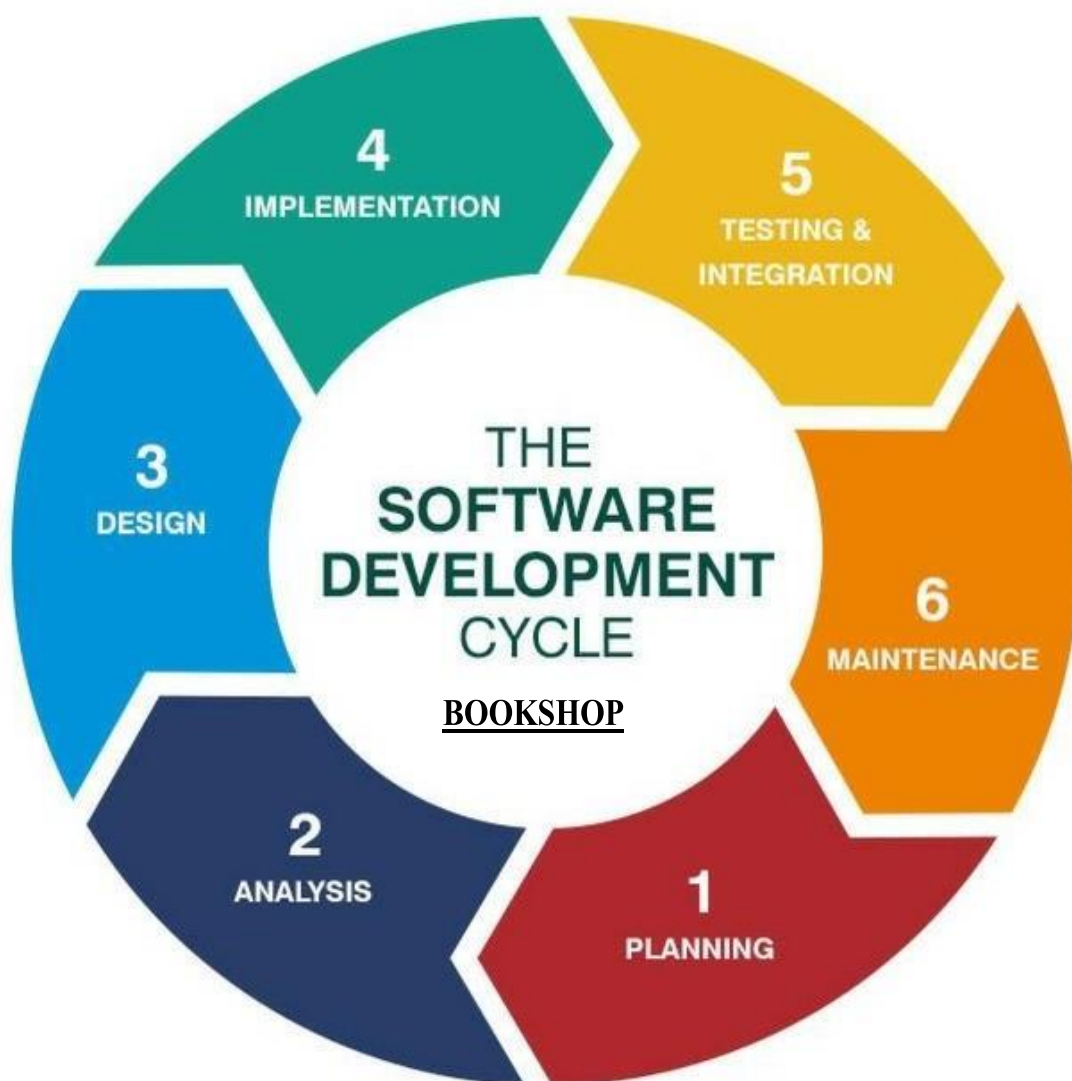 THE
SOFTWARE
DEVELOPMENT
CYCLE
BOOKSHOP
1
PLANNING
2
ANALYSIS
3
DESIGN
4
IMPLEMENTATION
5
TESTING &
INTEGRATION
6
MAINTENANCE